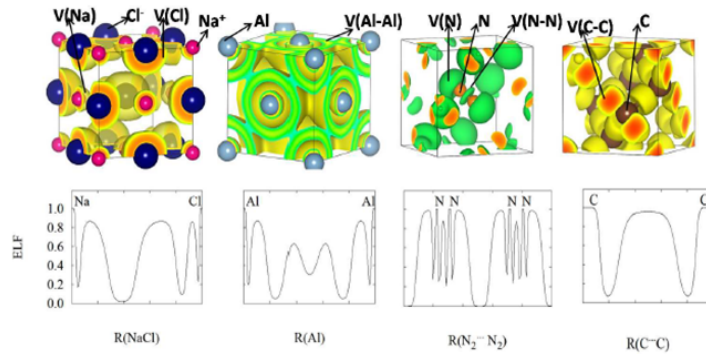 V(Na) Cl- V(Cl) Na+ Al V(Al-Al) V(N) N V(N-N) V(C-C) C
Na Cl Al Al N N N N C C
1.0
0.8
0.6
0.4
0.2
0.0
ELF
R(NaCl) R(Al) R(N2—N2) R(C—C)